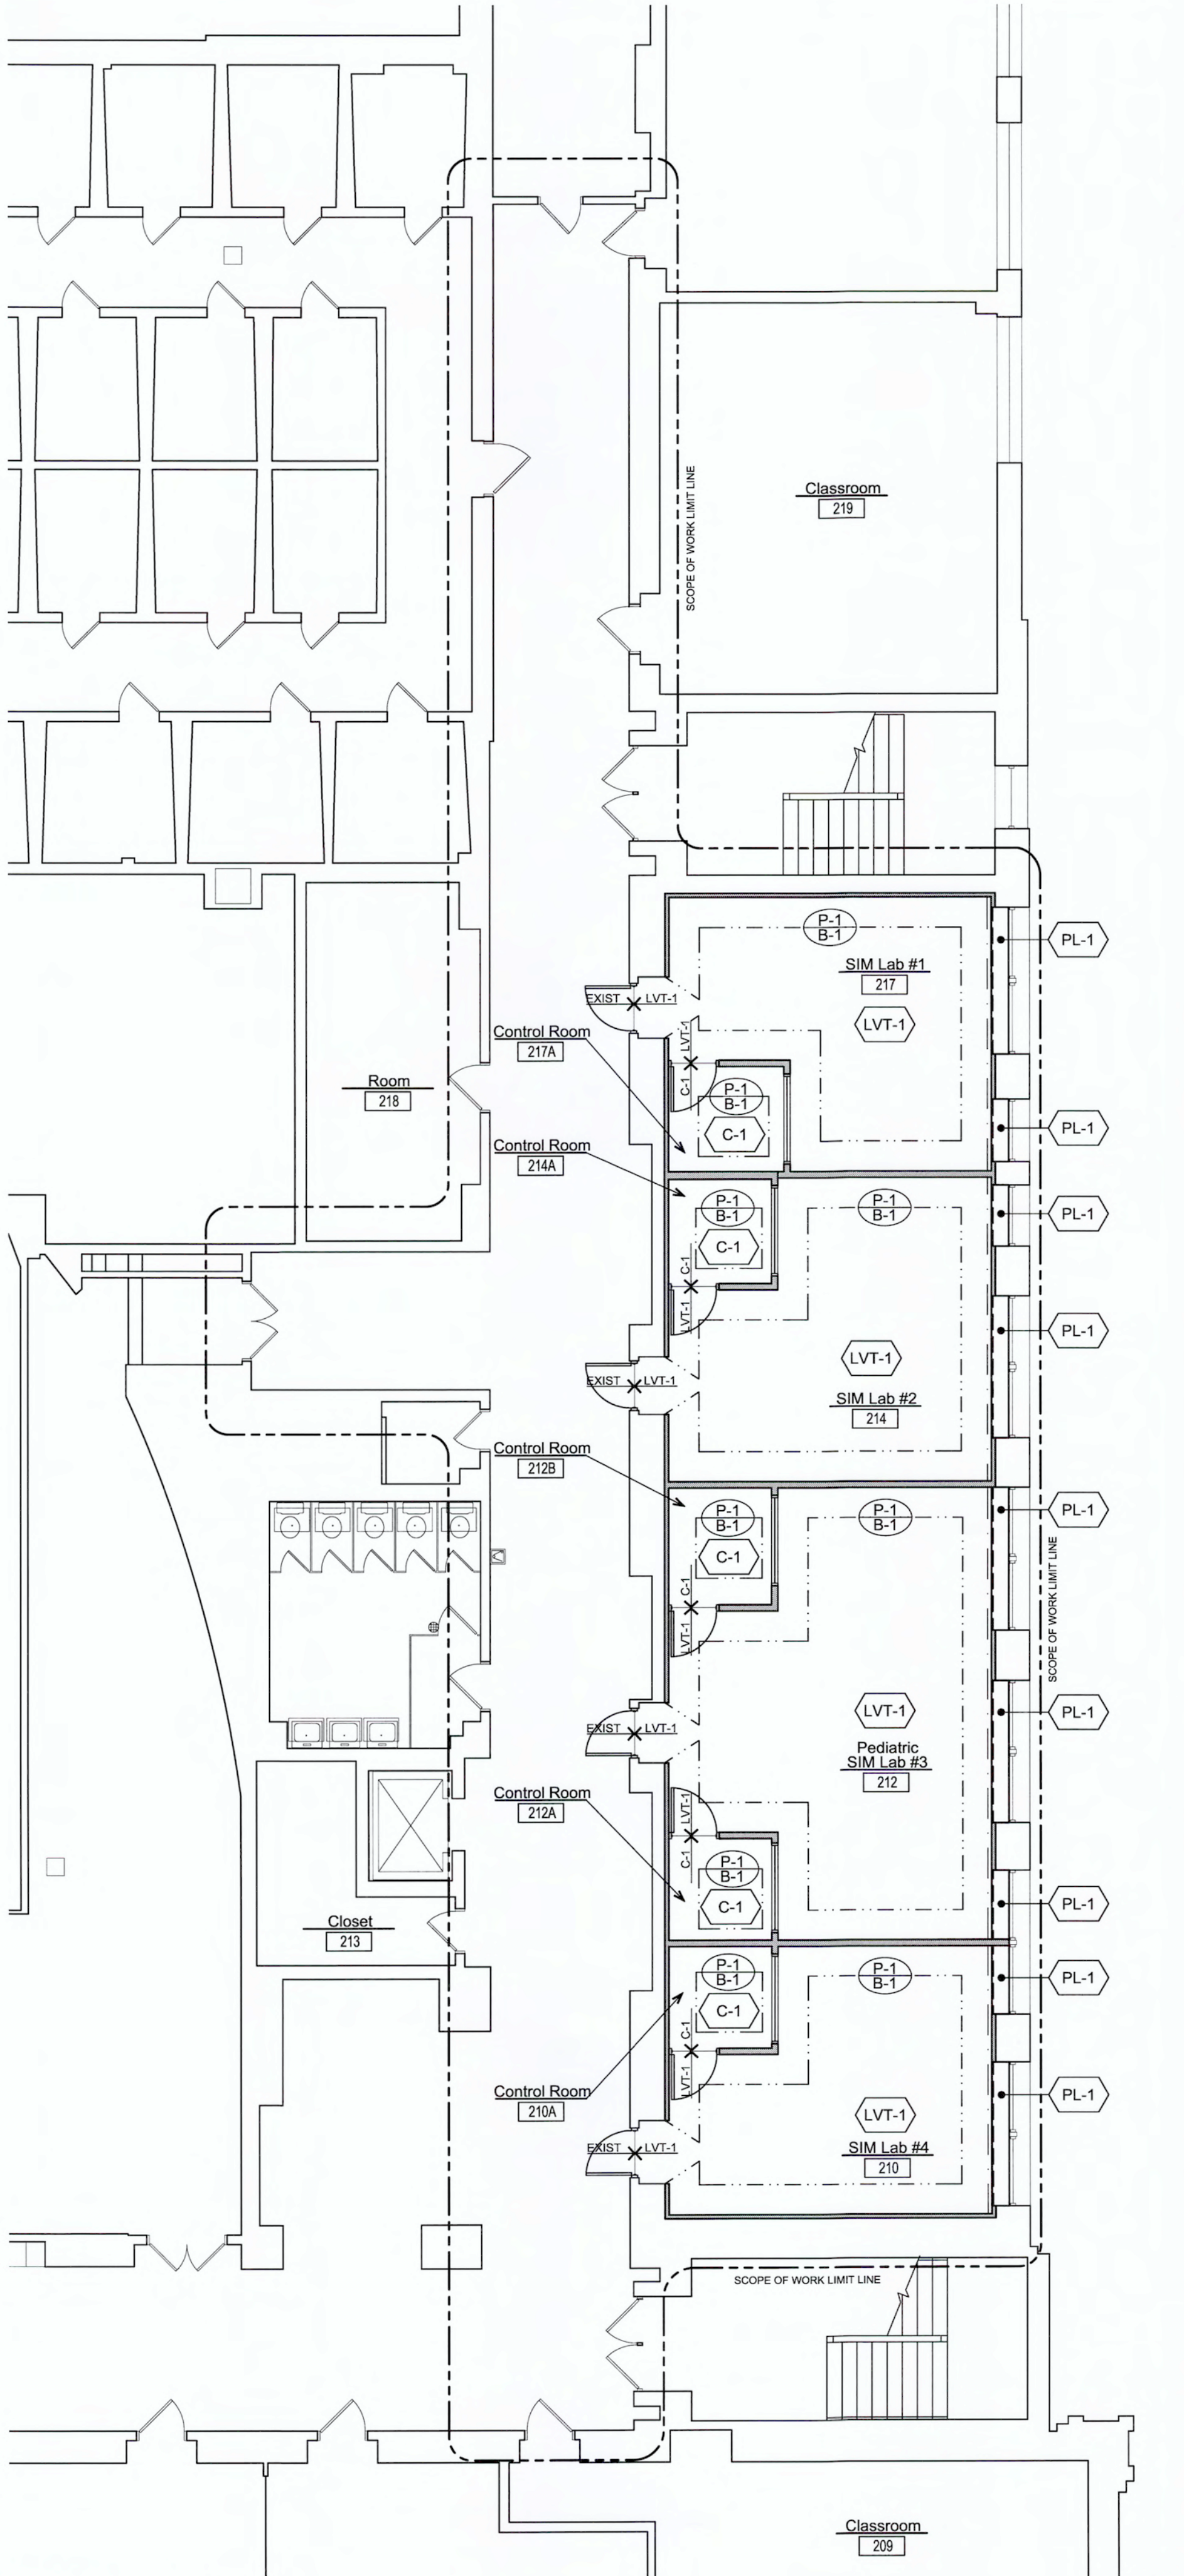 SCOPE OF WORK LIMIT LINE
Classroom
219
P-1
B-1
PL-1
SIM Lab #1
217
EXIST
LVT-1
LVT-1
LVT-1
Control Room
217A
C-1
Room
218
P-1
B-1
C-1
PL-1
Control Room
214A
P-1
B-1
P-1
B-1
PL-1
C-1
C-1
LVT-1
PL-1
LVT-1
EXIST
LVT-1
SIM Lab #2
214
Control Room
212B
P-1
B-1
P-1
B-1
PL-1
C-1
C-1
LVT-1
SCOPE OF WORK LIMIT LINE
LVT-1
PL-1
EXIST
LVT-1
Pediatric
SIM Lab #3
212
Control Room
212A
LVT-1
C-1
P-1
B-1
C-1
PL-1
Closet
213
P-1
B-1
P-1
B-1
PL-1
C-1
C-1
LVT-1
Control Room
210A
PL-1
LVT-1
EXIST
LVT-1
SIM Lab #4
210
SCOPE OF WORK LIMIT LINE
Classroom
209